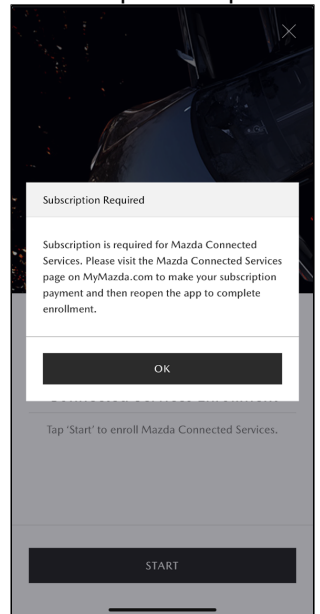 Subscription Required
Subscription is required for Mazda Connected
Services. Please visit the Mazda Connected Services
page on MyMazda.com to make your subscription
payment and then reopen the app to complete
enrollment.
OK
Tap ‘Start’ to enroll Mazda Connected Services.
START